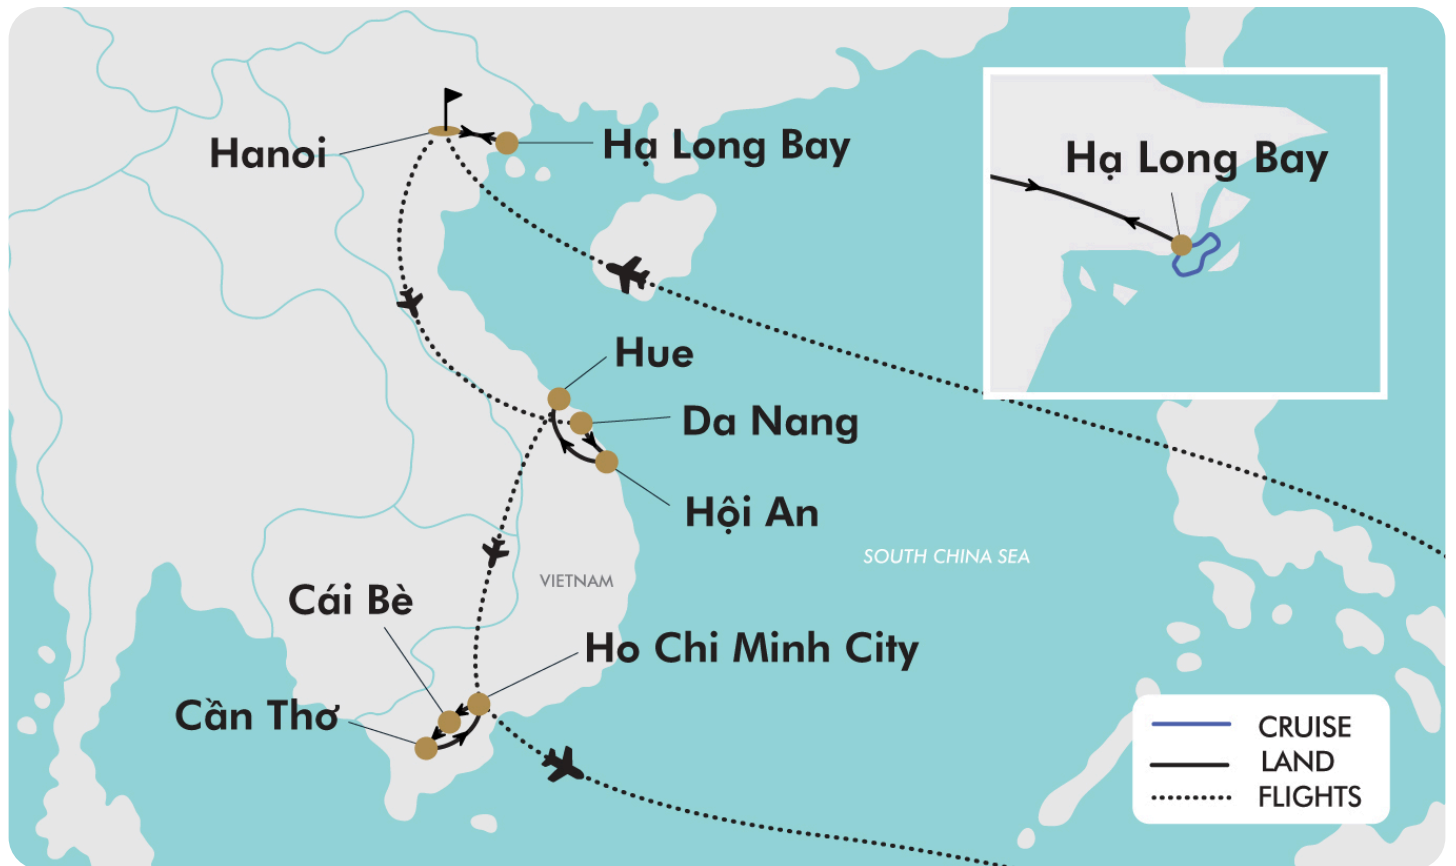 Hanoi
Hạ Long Bay
Hạ Long Bay
Hue
Da Nang
Hội An
SOUTH CHINA SEA
VIETNAM
Cái Bè
Ho Chi Minh City
Cần Thơ
CRUISE
LAND
FLIGHTS